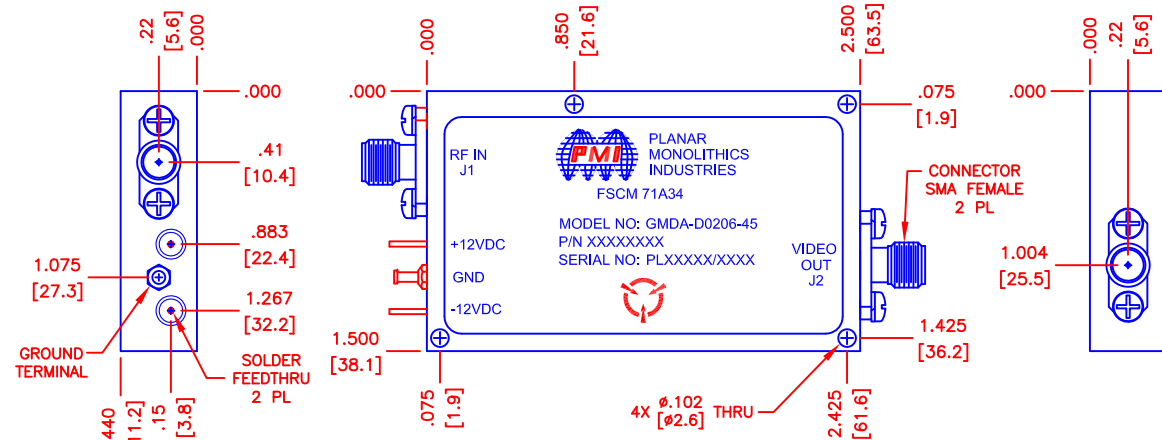 .22
[5.6]
.000
.000
.41
[10.4]
.883
[22.4]
1.075
[27.3]
1.267
[32.2]
GROUND
TERMINAL
SOLDER
FEEDTHRU
2 PL
440
.15
[3.8]
.000
.850
[21.6]
2.500
[63.5]
.000
.075
[1.9]
RF IN
J1
PMI
PLANAR
MONOLITHICS
INDUSTRIES
FSCM 71A34
MODEL NO: GMDA-D0206-45
P/N XXXXXXXX
SERIAL NO: PLXXXXX/XXXX
+12VDC
GND
-12VDC
VIDEO
OUT
J2
CONNECTOR
SMA FEMALE
2 PL
1.500
[38.1]
1.425
[36.2]
.075
[1.9]
4X ø.102 THRU
[ø2.6]
2.425
[61.6]
.000
.22
[5.6]
.000
1.004
[25.5]